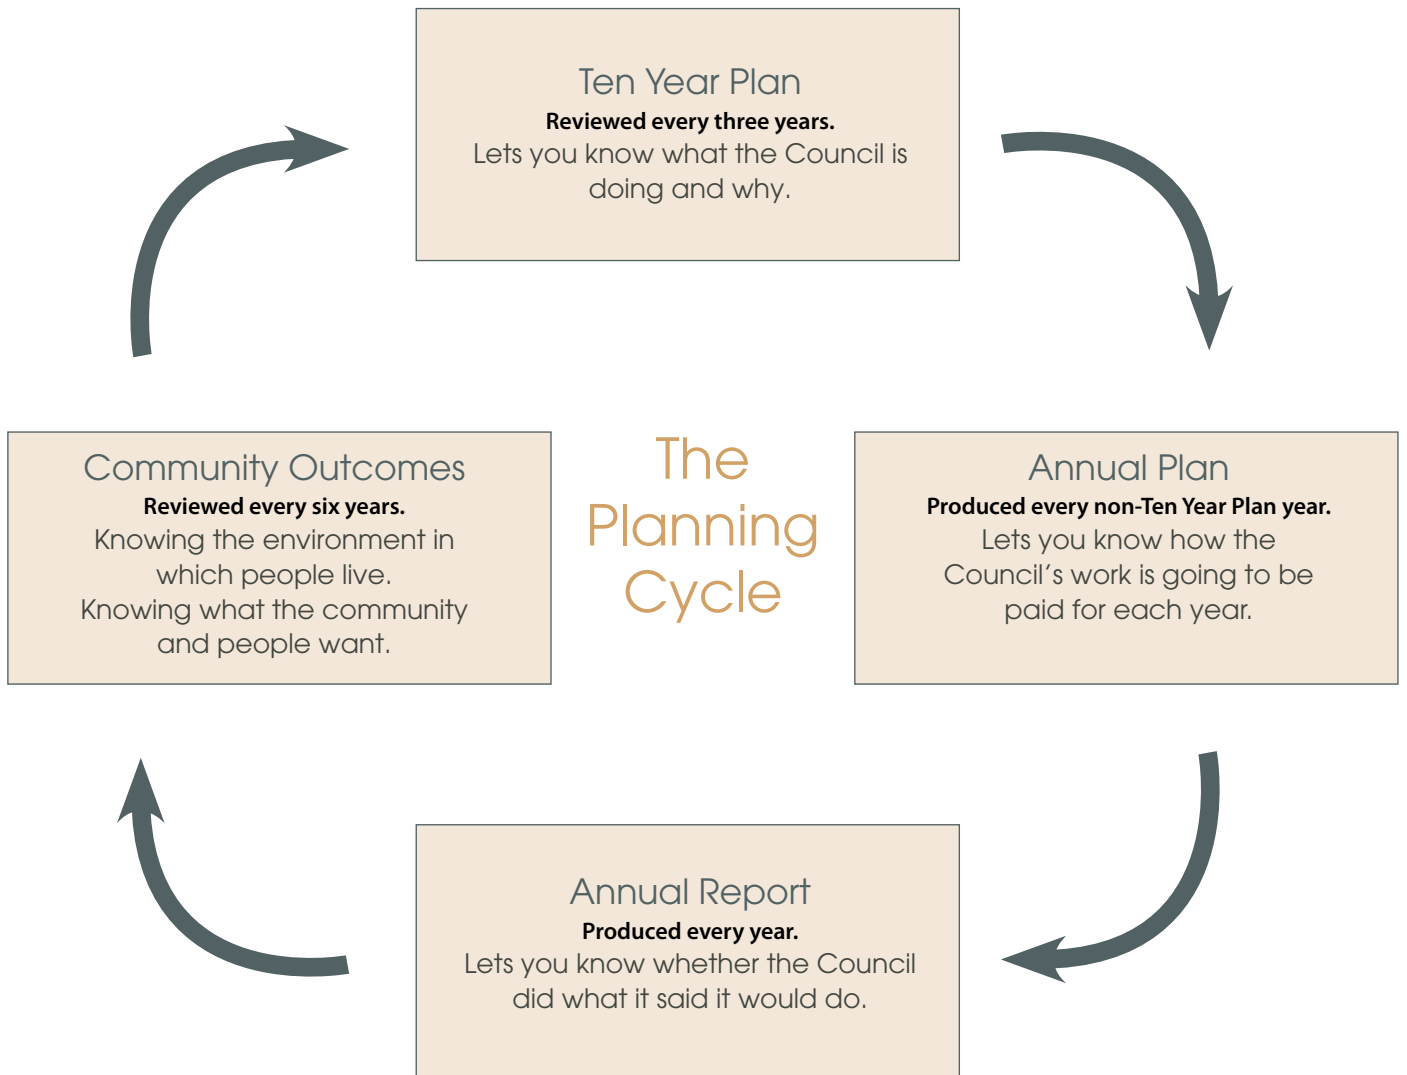 Ten Year Plan
Reviewed every three years.
Lets you know what the Council is
doing and why.
Community Outcomes
Reviewed every six years.
Knowing the environment in
which people live.
Knowing what the community
and people want.
The
Planning
Cycle
Annual Plan
Produced every non-Ten Year Plan year.
Lets you know how the
Council’s work is going to be
paid for each year.
Annual Report
Produced every year.
Lets you know whether the Council
did what it said it would do.